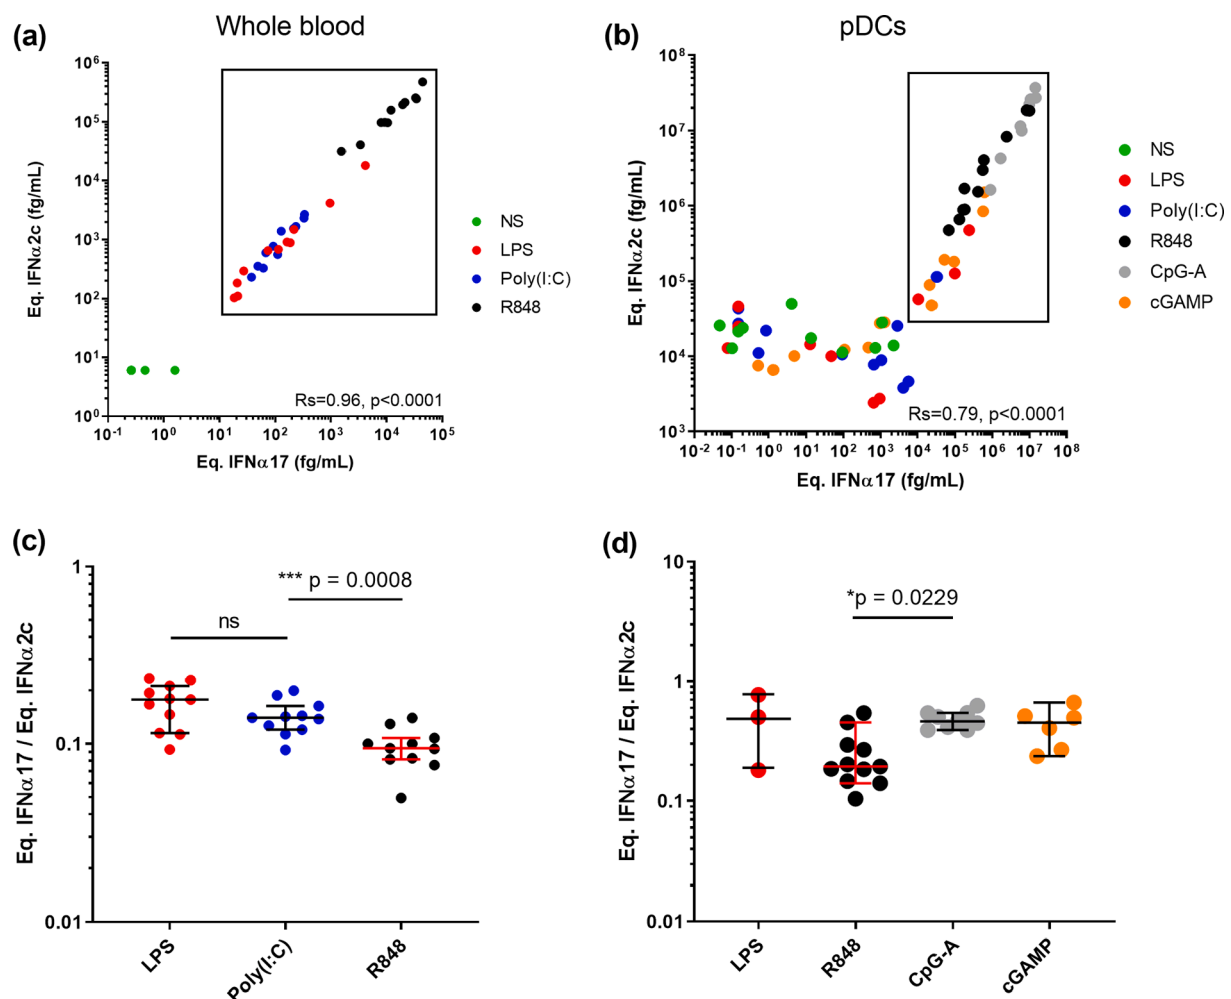 (a)
Whole blood
Eq. IFNα2c (fg/mL)
10^6
10^5
10^4
10^3
10^2
10^1
10^0
Rs=0.96, p<0.0001
10^-1 10^0 10^1 10^2 10^3 10^4 10^5
Eq. IFNα17 (fg/mL)
NS
LPS
Poly(I:C)
R848
(b)
pDCs
Eq. IFNα2c (fg/mL)
10^8
10^7
10^6
10^5
10^4
10^3
Rs=0.79, p<0.0001
10^-2 10^-1 10^0 10^1 10^2 10^3 10^4 10^5 10^6 10^7 10^8
Eq. IFNα17 (fg/mL)
NS
LPS
Poly(I:C)
R848
CpG-A
cGAMP
(c)
Eq. IFNα17 / Eq. IFNα2c
1
0.1
0.01
*** p = 0.0008
ns
LPS
Poly(I:C)
R848
(d)
Eq. IFNα17 / Eq. IFNα2c
10
1
0.1
0.01
*p = 0.0229
LPS
R848
CpG-A
cGAMP